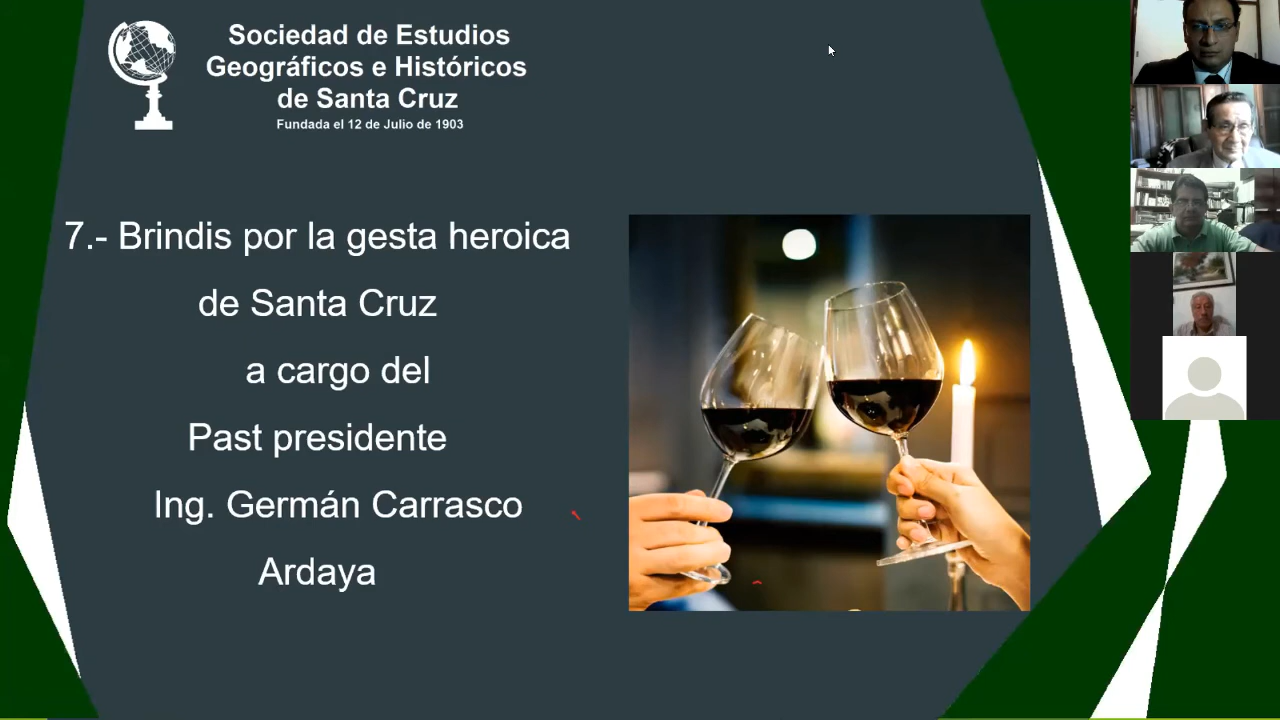 Sociedad de Estudios
Geográficos e Históricos
de Santa Cruz
Fundada el 12 de Julio de 1903
7.- Brindis por la gesta heroica
de Santa Cruz
a cargo del
Past presidente
Ing. Germán Carrasco
Ardaya